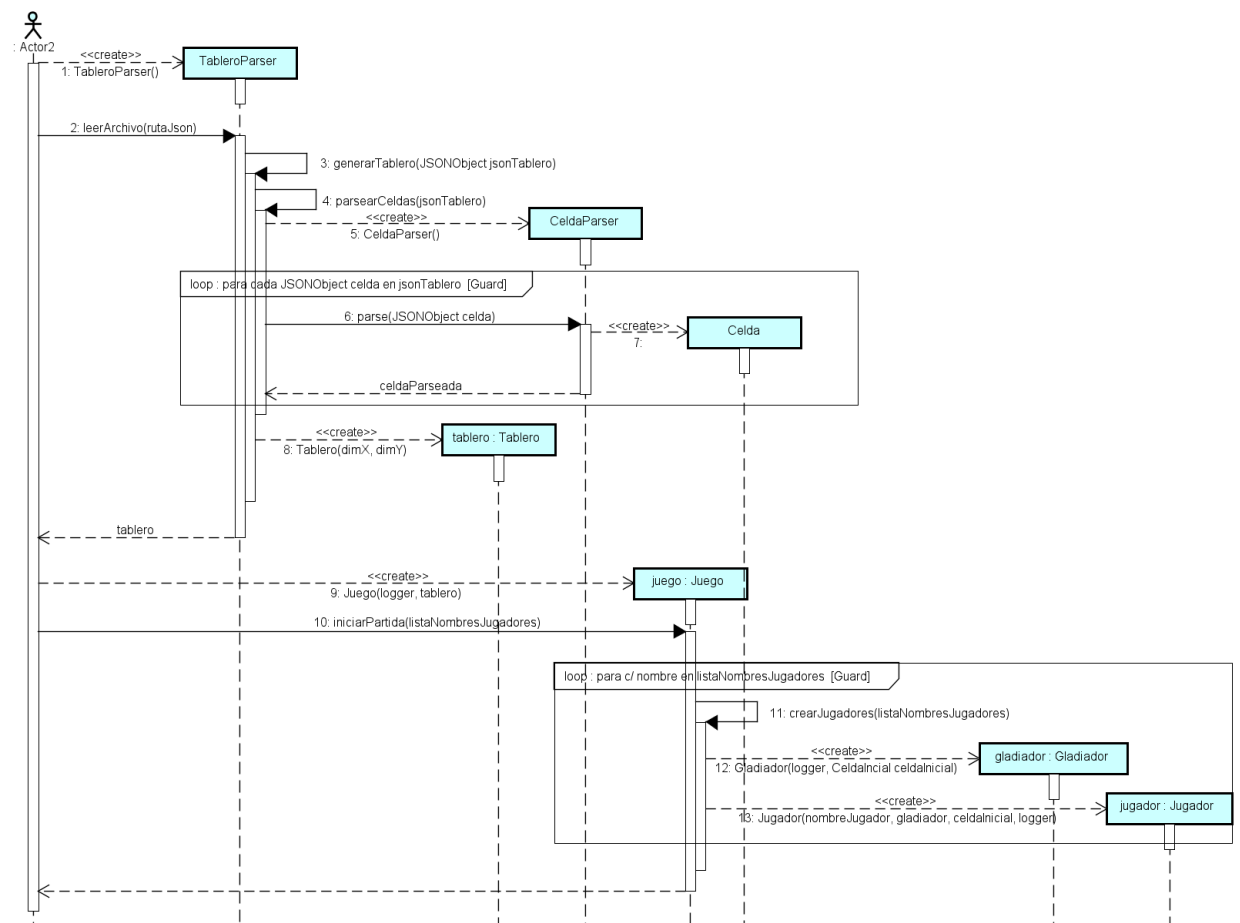 : Actor2
<<create>>
1: TableroParser()
TableroParser
2: leerArchivo(rutaJson)
3: generarTablero(JSONObject jsonTablero)
4: parsearCeldas(jsonTablero)
<<create>>
5: CeldaParser()
CeldaParser
loop : para cada JSONObject celda en jsonTablero [Guard]
6: parse(JSONObject celda)
<<create>>
7:
Celda
celdaParseada
<<create>>
8: Tablero(dimX, dimY)
tablero : Tablero
tablero
<<create>>
9: Juego(logger, tablero)
juego : Juego
10: iniciarPartida(listaNombresJugadores)
loop : para c/ nombre en listaNombresJugadores [Guard]
11: crearJugadores(listaNombresJugadores)
<<create>>
12: Gladiador(logger, CeldaIncial celdaInicial)
gladiador : Gladiador
<<create>>
13: Jugador(nombreJugador, gladiador, celdaInicial, logger)
jugador : Jugador